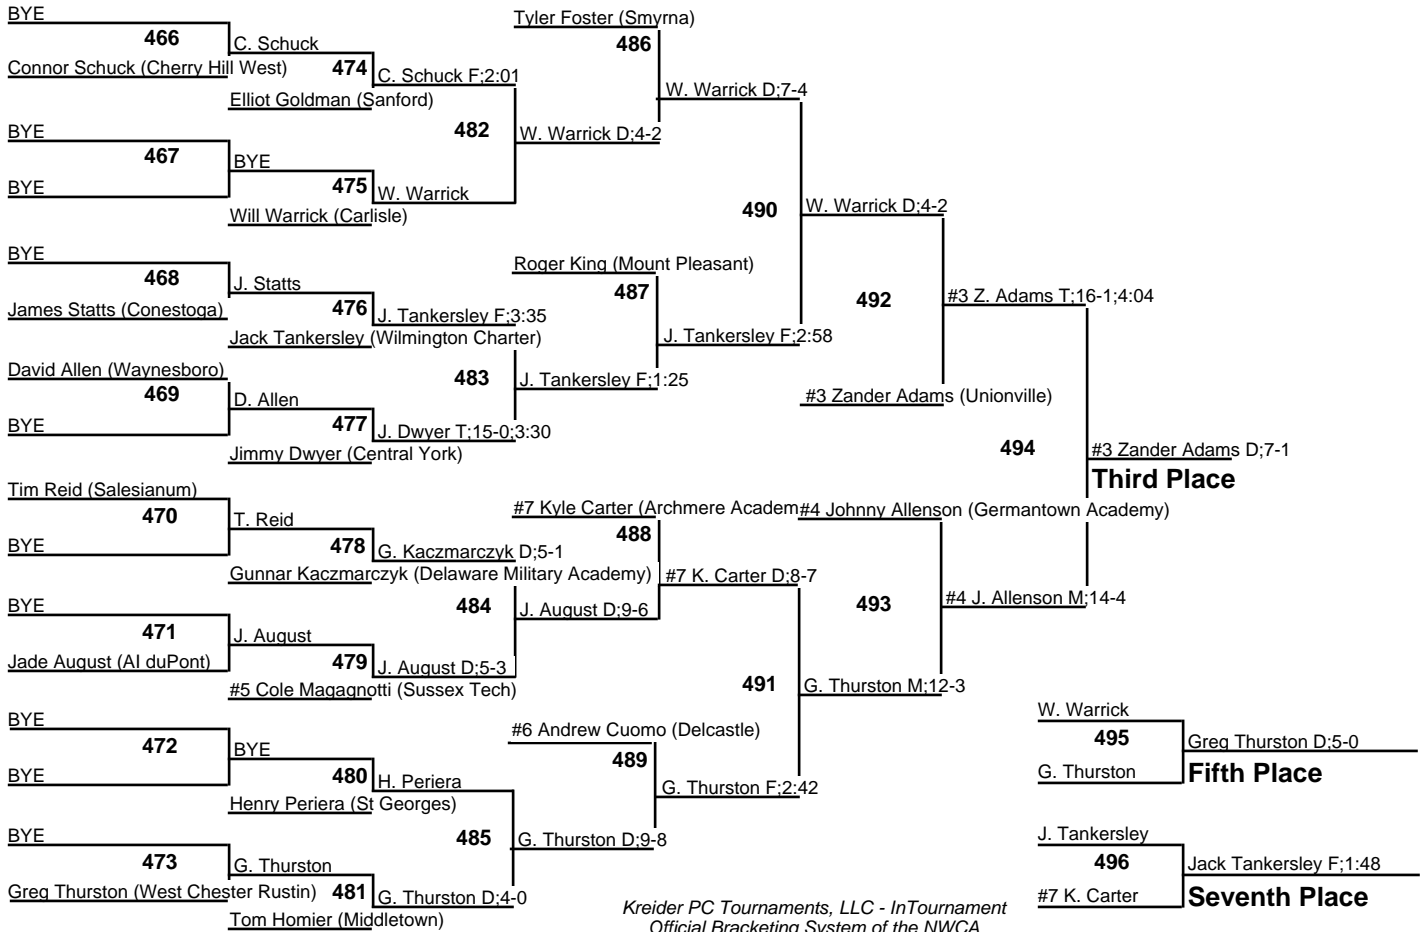 BYE
466
Connor Schuck (Cherry Hill West)
C. Schuck
474
Elliot Goldman (Sanford)
C. Schuck F;2:01
BYE
467
BYE
BYE
475
Will Warrick (Carlisle)
W. Warrick
482
W. Warrick D;4-2
Tyler Foster (Smyrna)
486
W. Warrick D;7-4
BYE
468
James Statts (Conestoga)
J. Statts
476
Jack Tankersley (Wilmington Charter)
J. Tankersley F;3:35
David Allen (Waynesboro)
469
BYE
D. Allen
477
Jimmy Dwyer (Central York)
J. Dwyer T;15-0;3:30
483
J. Tankersley F;1:25
Roger King (Mount Pleasant)
487
J. Tankersley F;2:58
490
W. Warrick D;4-2
492
#3 Zander Adams (Unionville)
#3 Z. Adams T;16-1;4:04
Tim Reid (Salesianum)
470
BYE
T. Reid
478
Gunnar Kaczmarczyk (Delaware Military Academy)
G. Kaczmarczyk D;5-1
BYE
471
Jade August (AI duPont)
J. August
479
#5 Cole Magagnotti (Sussex Tech)
J. August D;5-3
484
J. August D;9-6
#7 Kyle Carter (Archmere Academ
488
#7 K. Carter D;8-7
BYE
472
BYE
BYE
480
Henry Periera (St Georges)
H. Periera
BYE
473
Greg Thurston (West Chester Rustin)
G. Thurston
481
Tom Homier (Middletown)
G. Thurston D;4-0
485
G. Thurston D;9-8
#6 Andrew Cuomo (Delcastle)
489
G. Thurston F;2:42
491
G. Thurston M;12-3
#4 Johnny Allenson (Germantown Academy)
493
#4 J. Allenson M;14-4
494
#3 Zander Adams D;7-1
Third Place
W. Warrick
495
G. Thurston
Greg Thurston D;5-0
Fifth Place
J. Tankersley
496
#7 K. Carter
Jack Tankersley F;1:48
Seventh Place
Kreider PC Tournaments, LLC - InTournament
Official Bracketing System of the NWCA